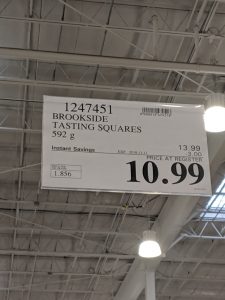 1247451
BROOKSIDE
TASTING SQUARES
592 g
13.99
Instant Savings
3.00
PRICE AT REGISTER
1.856
10.99